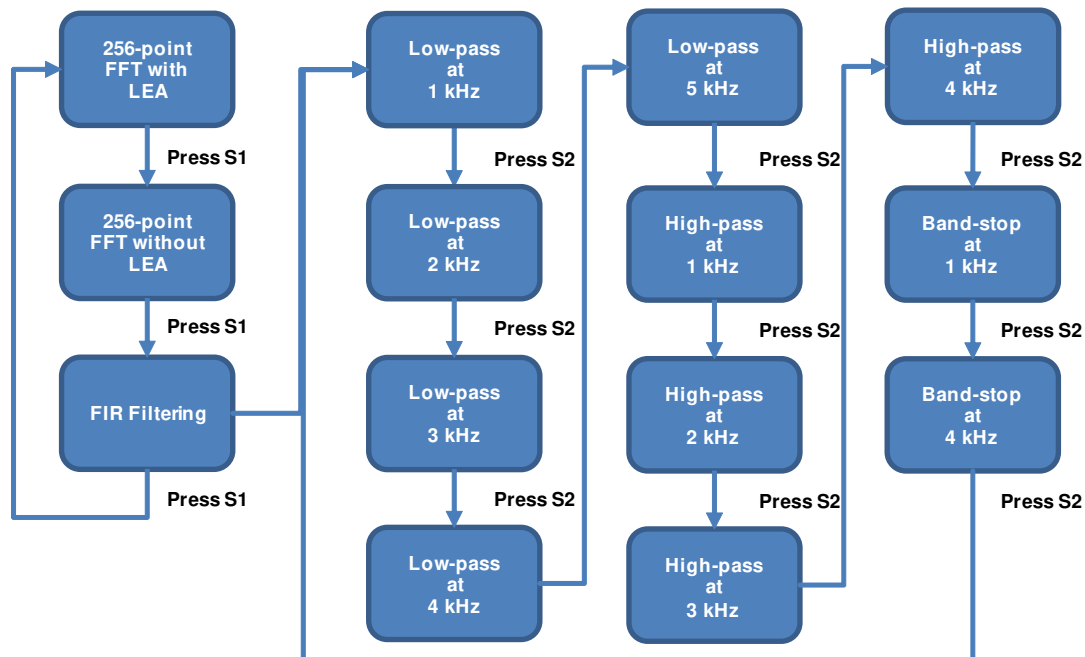 256-point
FFT with
LEA
Press S1
256-point
FFT without
LEA
Press S1
FIR Filtering
Press S1
Low-pass
at
1 kHz
Press S2
Low-pass
at
2 kHz
Press S2
Low-pass
at
3 kHz
Press S2
Low-pass
at
4 kHz
Low-pass
at
5 kHz
Press S2
High-pass
at
1 kHz
Press S2
High-pass
at
2 kHz
Press S2
High-pass
at
3 kHz
High-pass
at
4 kHz
Press S2
Band-stop
at
1 kHz
Press S2
Band-stop
at
4 kHz
Press S2